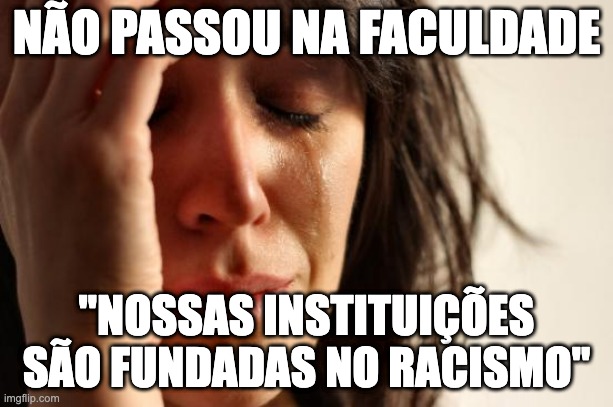 NÃO PASSOU NA FACULDADE
"NOSSAS INSTITUIÇÕES
SÃO FUNDADAS NO RACISMO"
imgflip.com